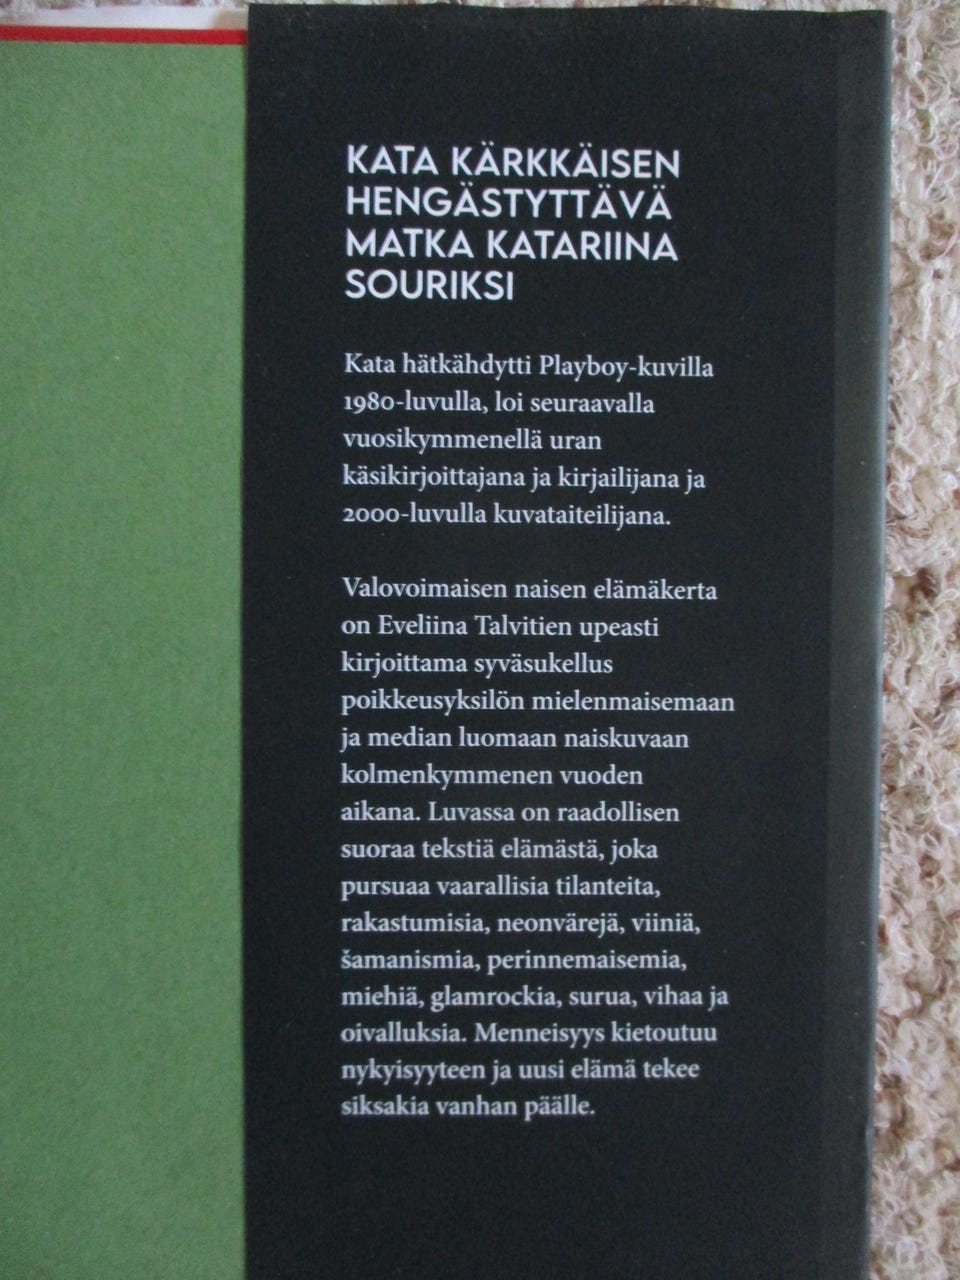 KATA KÄRKKÄISEN
HENGÄSTYTTÄVÄ
MATKA KATARIINA
SOURIKSI
Kata hätkähdytti Playboy-kuvilla
1980-luvulla, loi seuraavalla
vuosikymmenellä uran
käsikirjoittajana ja kirjailijana ja
2000-luvulla kuvataiteilijana.
Valovoimaisen naisen elämäkerta
on Eveliina Talvitien upeasti
kirjoittama syväsukellus
poikkeusyksilön mielenmaisemaan
ja median luomaan naiskuvaan
kolmenkymmenen vuoden
aikana. Luvassa on raadollisen
suoraa tekstiä elämästä, joka
pursuaa vaarallisia tilanteita,
rakastumisia, neonvärejä, viiniä,
šamanismia, perinnemaisemia,
miehiä, glamrockia, surua, vihaa ja
oivalluksia. Menneisyys kietoutuu
nykyisyyteen ja uusi elämä tekee
siksakia vanhan päälle.